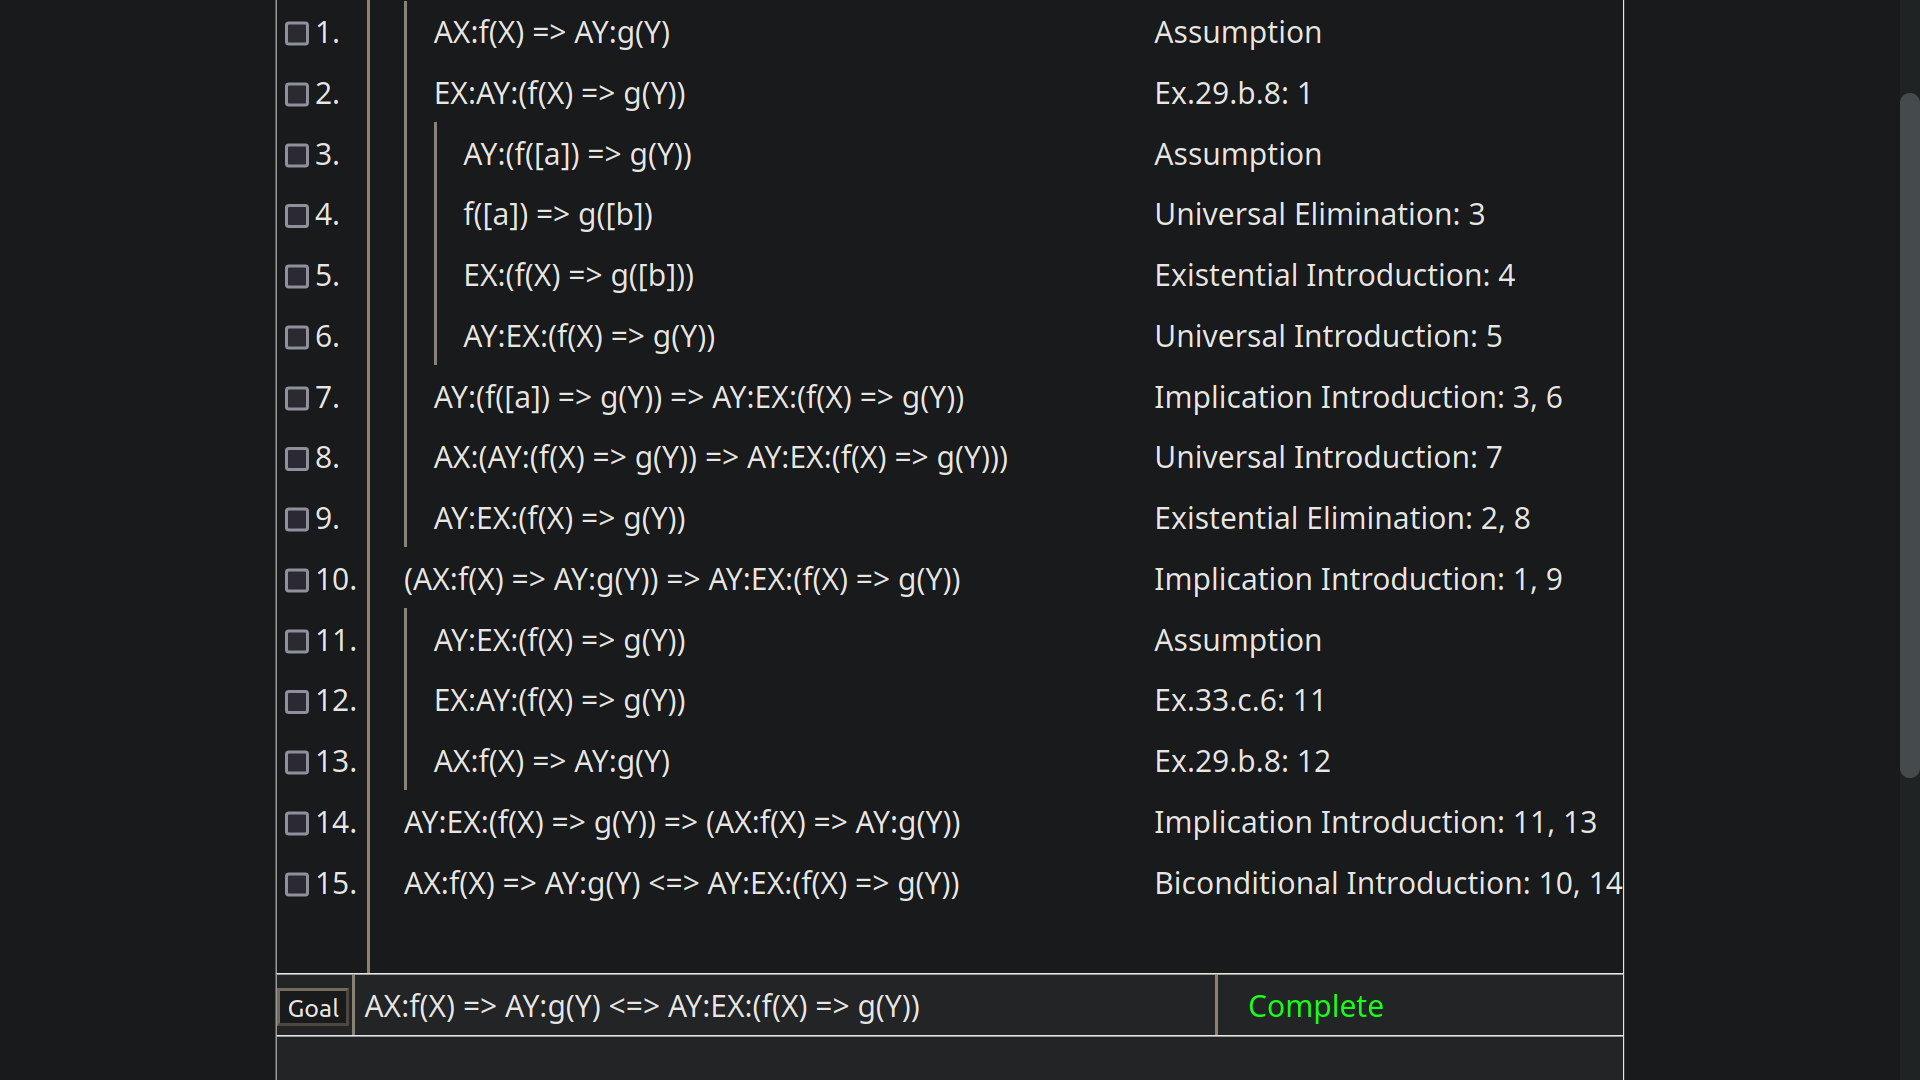 1. AX:f(X) => AY:g(Y) Assumption
2. EX:AY:(f(X) => g(Y)) Ex.29.b.8: 1
3. AY:(f([a]) => g(Y)) Assumption
4. f([a]) => g([b]) Universal Elimination: 3
5. EX:(f(X) => g([b])) Existential Introduction: 4
6. AY:EX:(f(X) => g(Y)) Universal Introduction: 5
7. AY:(f([a]) => g(Y)) => AY:EX:(f(X) => g(Y)) Implication Introduction: 3, 6
8. AX:(AY:(f(X) => g(Y)) => AY:EX:(f(X) => g(Y))) Universal Introduction: 7
9. AY:EX:(f(X) => g(Y)) Existential Elimination: 2, 8
10. (AX:f(X) => AY:g(Y)) => AY:EX:(f(X) => g(Y)) Implication Introduction: 1, 9
11. AY:EX:(f(X) => g(Y)) Assumption
12. EX:AY:(f(X) => g(Y)) Ex.33.c.6: 11
13. AX:f(X) => AY:g(Y) Ex.29.b.8: 12
14. AY:EX:(f(X) => g(Y)) => (AX:f(X) => AY:g(Y)) Implication Introduction: 11, 13
15. AX:f(X) => AY:g(Y) <=> AY:EX:(f(X) => g(Y)) Biconditional Introduction: 10, 14
Goal AX:f(X) => AY:g(Y) <=> AY:EX:(f(X) => g(Y)) Complete